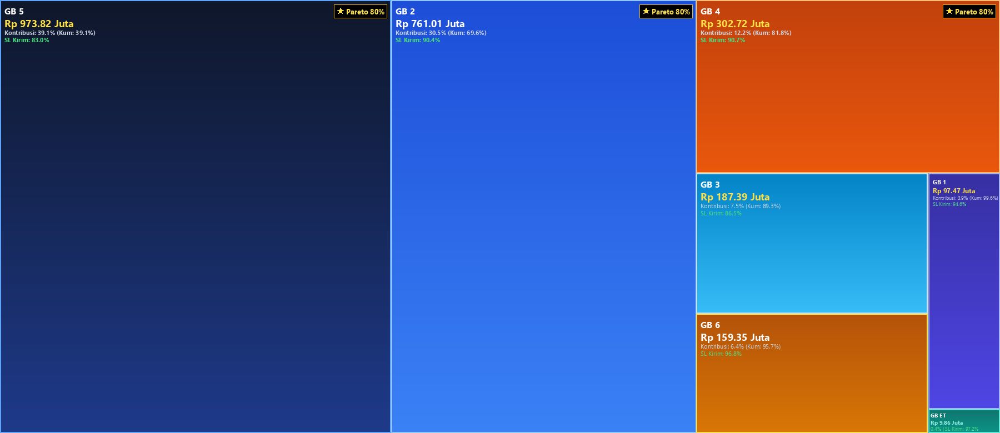 GB 5
★ Pareto 80%
Rp 973.82 Juta
Kontribusi: 39.1% (Kum: 39.1%)
SL Kirim: 83.0%
GB 2
★ Pareto 80%
Rp 761.01 Juta
Kontribusi: 30.5% (Kum: 69.6%)
SL Kirim: 90.4%
GB 4
★ Pareto 80%
Rp 302.72 Juta
Kontribusi: 12.2% (Kum: 81.8%)
SL Kirim: 90.7%
GB 3
Rp 187.39 Juta
Kontribusi: 7.5% (Kum: 89.3%)
SL Kirim: 86.5%
GB 6
Rp 159.35 Juta
Kontribusi: 6.4% (Kum: 95.7%)
SL Kirim: 96.8%
GB 1
Rp 97.47 Juta
Kontribusi: 3.9% (Kum: 99.6%)
SL Kirim: 94.6%
GB ET
Rp 9.86 Juta
0.4% | SL Kirim: 97.2%